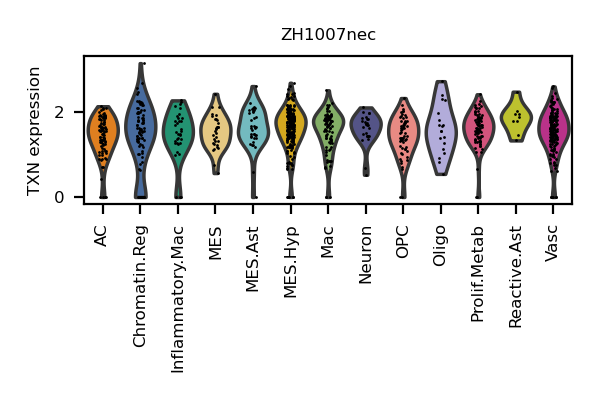 ZH1007nec
TXN expression
2
0
AC
Chromatin.Reg
Inflammatory.Mac
MES
MES.Ast
MES.Hyp
Mac
Neuron
OPC
Oligo
Prolif.Metab
Reactive.Ast
Vasc